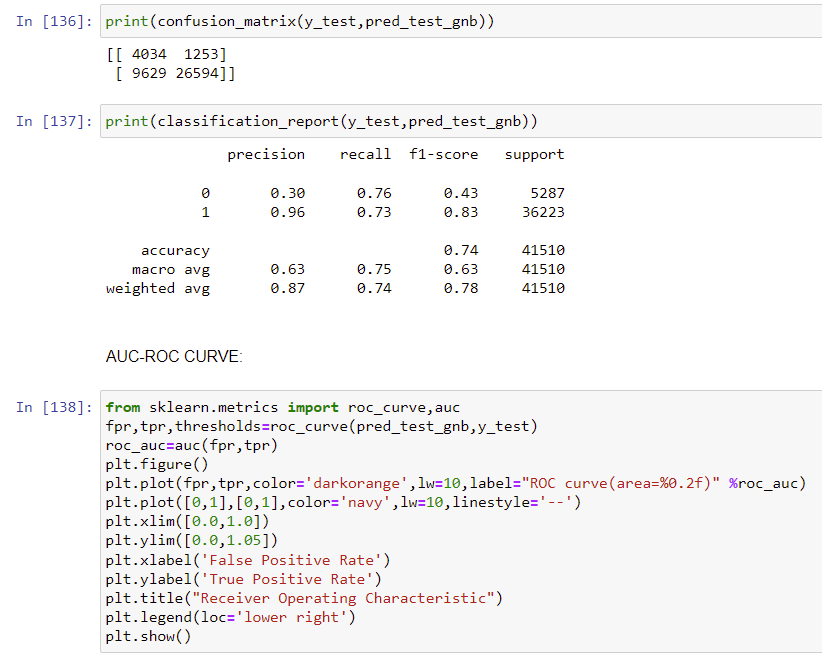 In [136]: print(confusion_matrix(y_test,pred_test_gnb))
[[ 4034  1253]
 [ 9629 26594]]
In [137]: print(classification_report(y_test,pred_test_gnb))
              precision    recall  f1-score   support
           0       0.30      0.76      0.43      5287
           1       0.96      0.73      0.83     36223
    accuracy                           0.74     41510
   macro avg       0.63      0.75      0.63     41510
weighted avg       0.87      0.74      0.78     41510
AUC-ROC CURVE:
In [138]: from sklearn.metrics import roc_curve,auc
fpr,tpr,thresholds=roc_curve(pred_test_gnb,y_test)
roc_auc=auc(fpr,tpr)
plt.figure()
plt.plot(fpr,tpr,color='darkorange',lw=10,label="ROC curve(area=%0.2f)" %roc_auc)
plt.plot([0,1],[0,1],color='navy',lw=10,linestyle='--')
plt.xlim([0.0,1.0])
plt.ylim([0.0,1.05])
plt.xlabel('False Positive Rate')
plt.ylabel('True Positive Rate')
plt.title("Receiver Operating Characteristic")
plt.legend(loc='lower right')
plt.show()